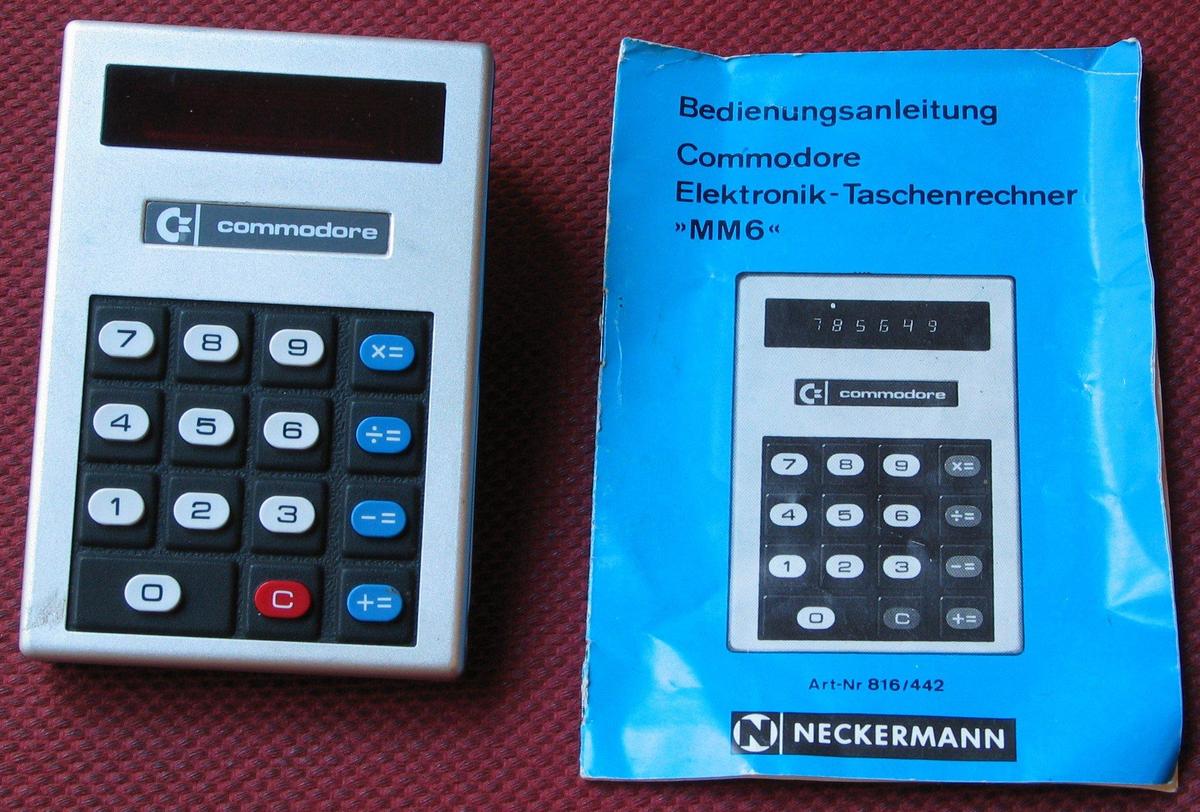 commodore
7 8 9 ×=
4 5 6 ÷=
1 2 3 -=
0 C +=
Bedienungsanleitung
Commodore
Elektronik-Taschenrechner
»MM6«
785649
commodore
7 8 9 ×=
4 5 6 ÷=
1 2 3 -=
0 C +=
Art-Nr 816/442
N NECKERMANN